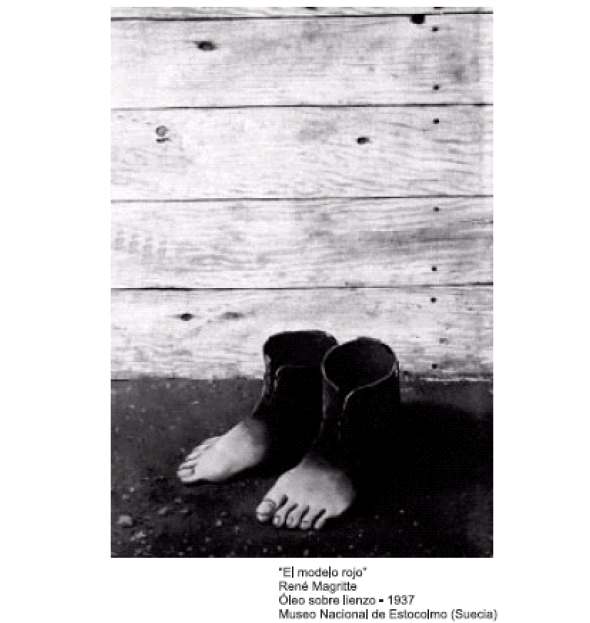 "El modelo rojo"
René Magritte
Óleo sobre lienzo - 1937
Museo Nacional de Estocolmo (Suecia)